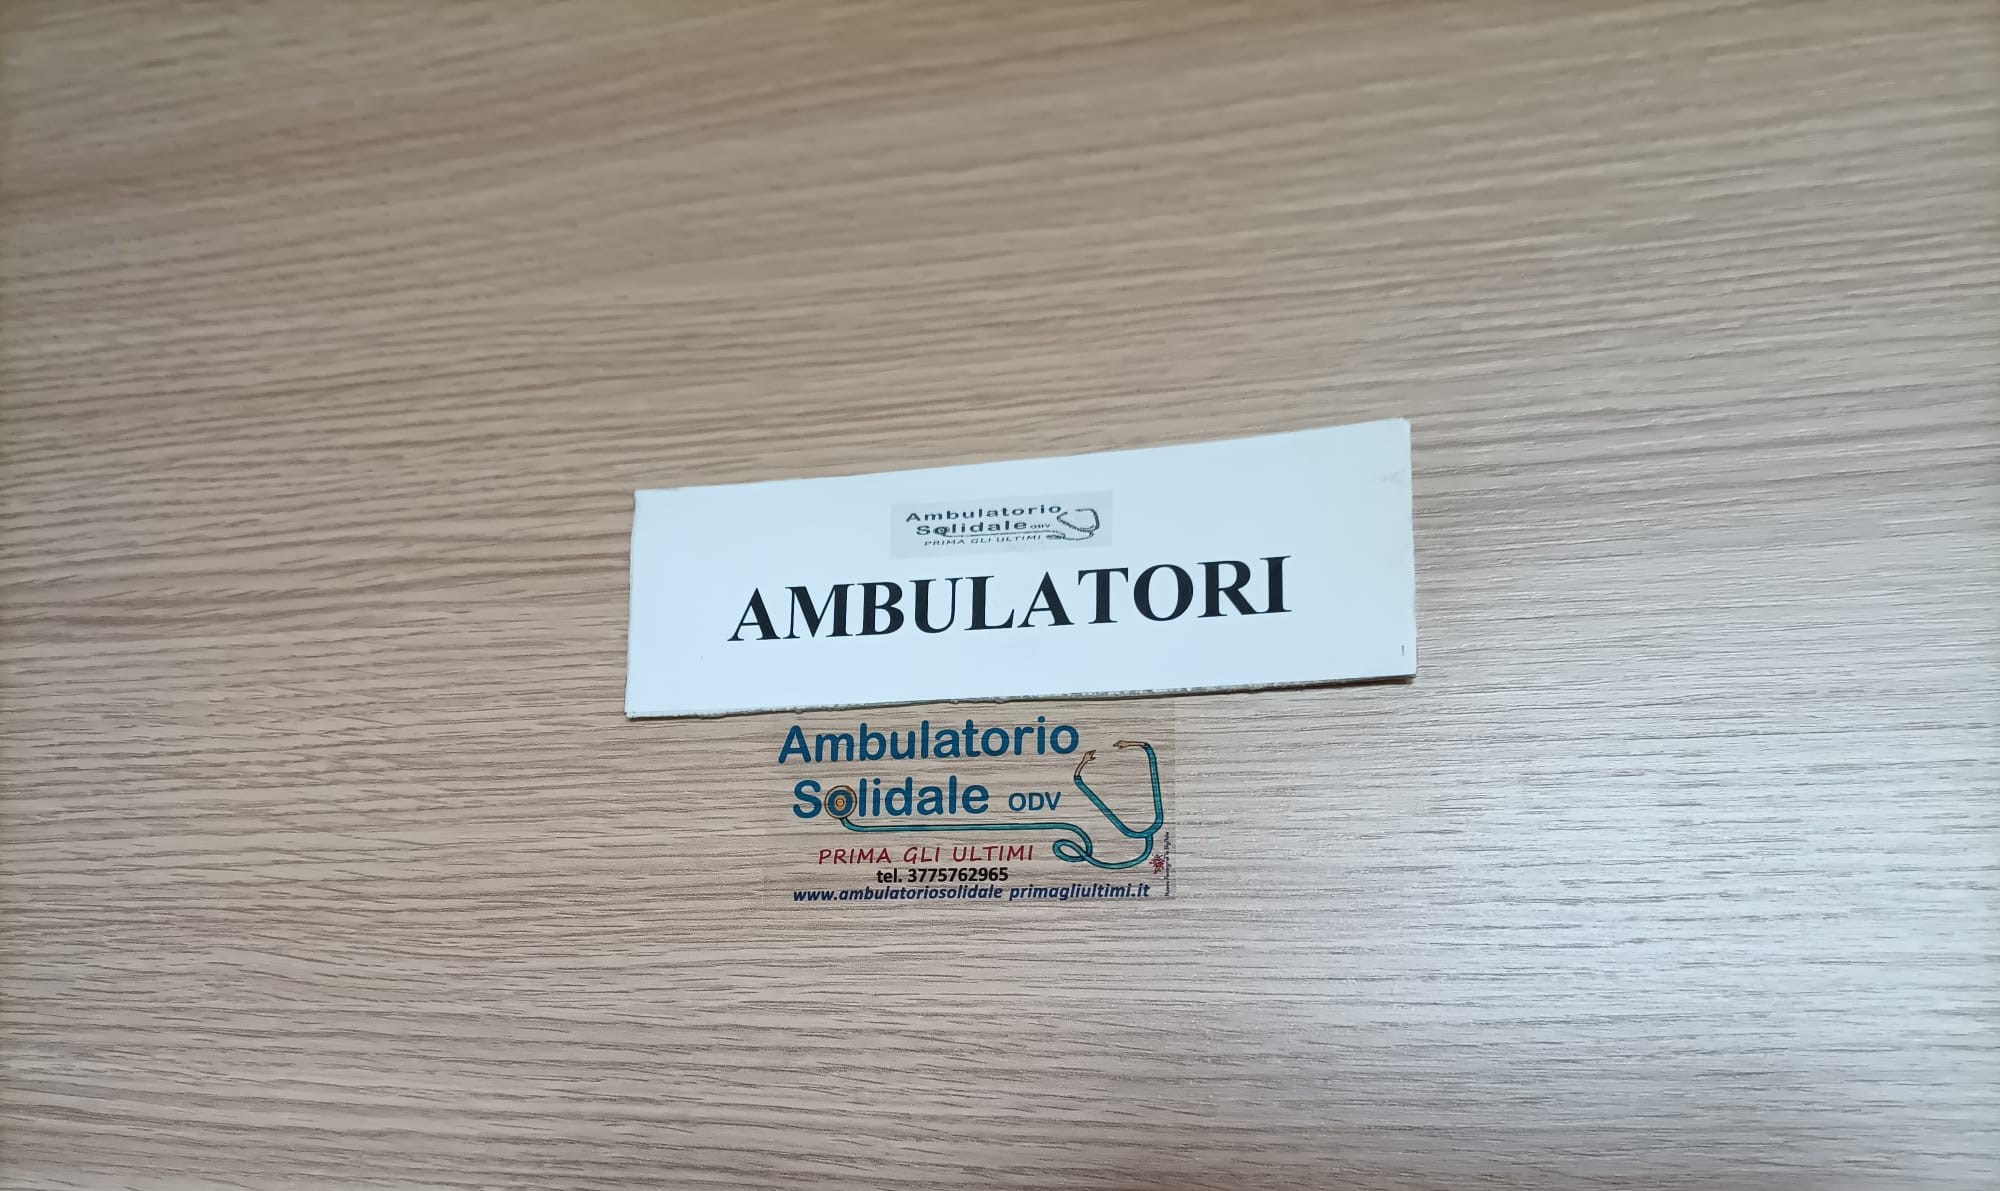 Ambulatorio
Solidale ODV
PRIMA GLI ULTIMI
AMBULATORI
Ambulatorio
Solidale ODV
PRIMA GLI ULTIMI
tel. 3775762965
www.ambulatoriosolidale primagliultimi.it